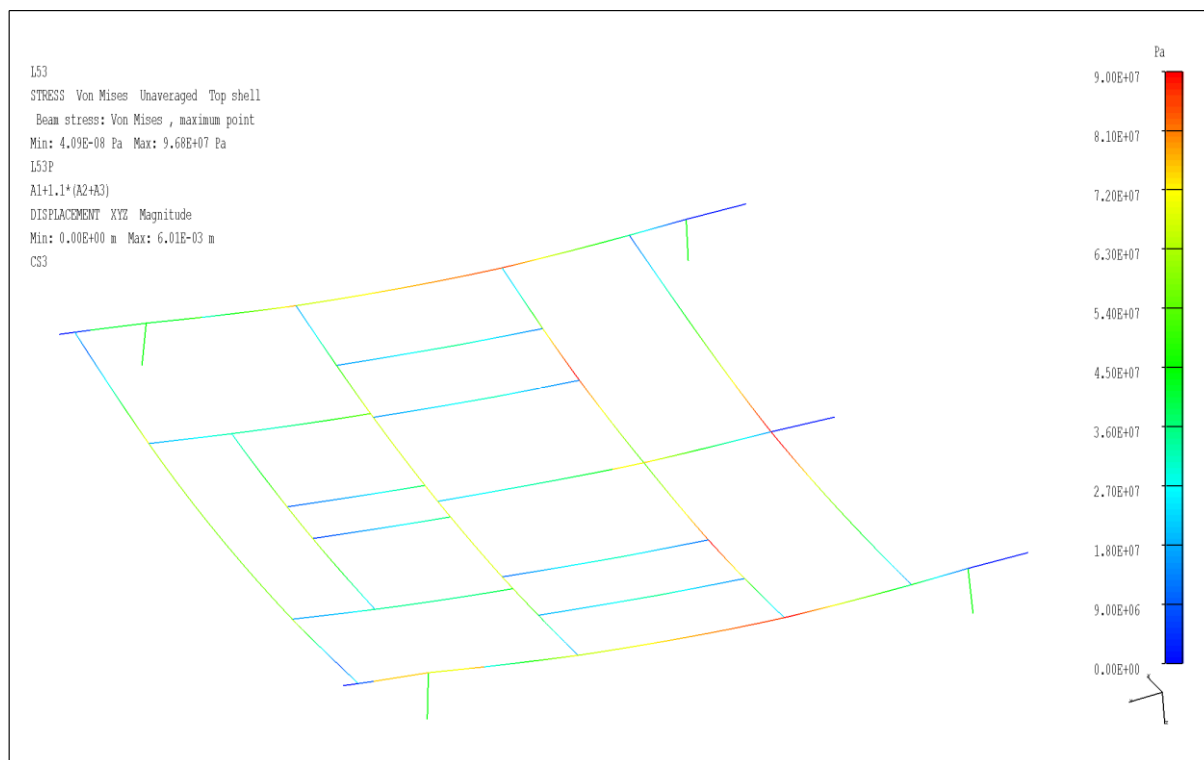 L53
STRESS Von Mises Unaveraged Top shell
Beam stress: Von Mises , maximum point
Min: 4.09E-08 Pa Max: 9.68E+07 Pa
L53P
A1+1.1*(A2+A3)
DISPLACEMENT XYZ Magnitude
Min: 0.00E+00 m Max: 6.01E-03 m
CS3
Pa
9.00E+07
8.10E+07
7.20E+07
6.30E+07
5.40E+07
4.50E+07
3.60E+07
2.70E+07
1.80E+07
9.00E+06
0.00E+00